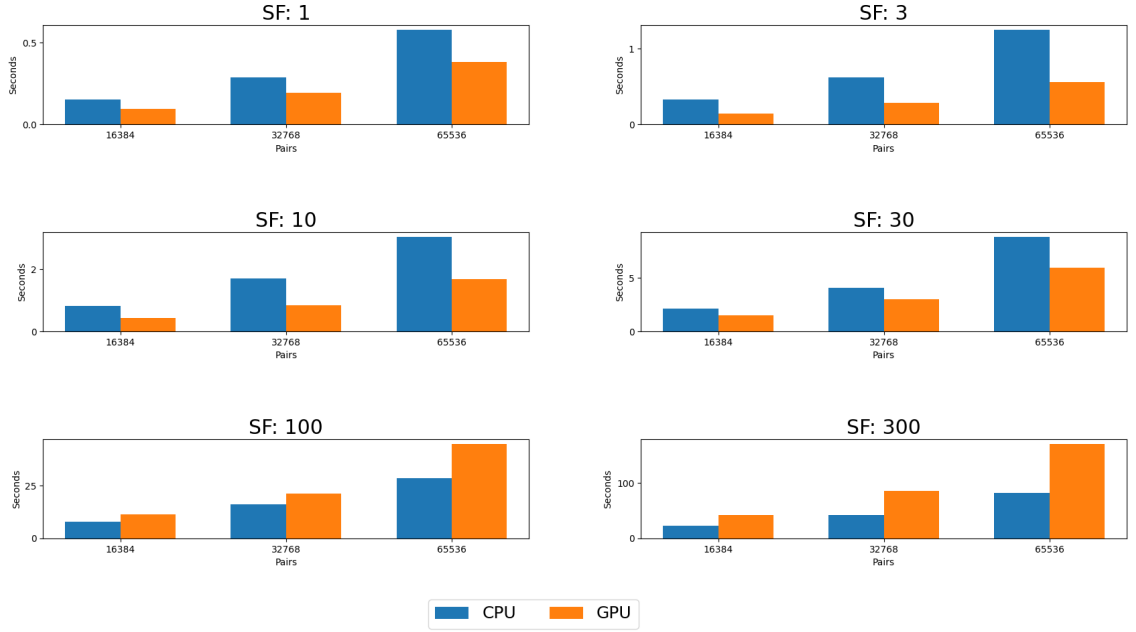 SF: 1
Seconds
0.5
0.0
16384
32768
65536
Pairs
SF: 3
Seconds
1
0
16384
32768
65536
Pairs
SF: 10
Seconds
2
0
16384
32768
65536
Pairs
SF: 30
Seconds
5
0
16384
32768
65536
Pairs
SF: 100
Seconds
25
0
16384
32768
65536
Pairs
SF: 300
Seconds
100
0
16384
32768
65536
Pairs
CPU
GPU